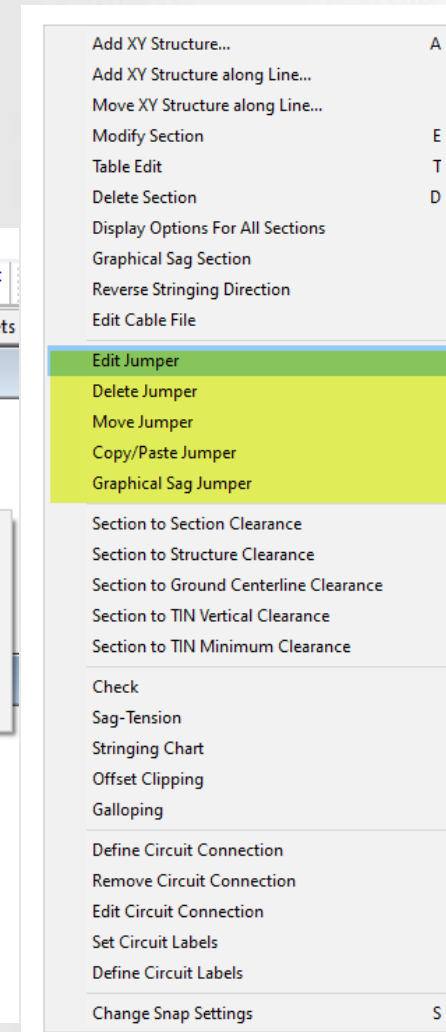 Add XY Structure... A
Add XY Structure along Line...
Move XY Structure along Line...
Modify Section E
Table Edit T
Delete Section D
Display Options For All Sections
Graphical Sag Section
Reverse Stringing Direction
ts
Edit Cable File
Edit Jumper
Delete Jumper
Move Jumper
Copy/Paste Jumper
Graphical Sag Jumper
Section to Section Clearance
Section to Structure Clearance
Section to Ground Centerline Clearance
Section to TIN Vertical Clearance
Section to TIN Minimum Clearance
Check
Sag-Tension
Stringing Chart
Offset Clipping
Galloping
Define Circuit Connection
Remove Circuit Connection
Edit Circuit Connection
Set Circuit Labels
Define Circuit Labels
Change Snap Settings S